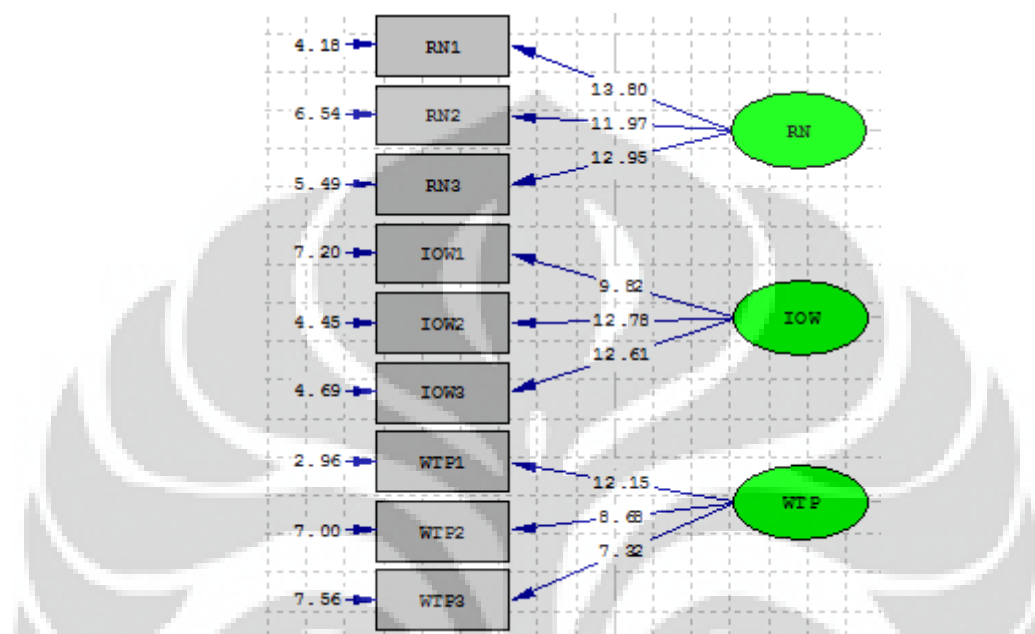 4.18 RN1
13.80
6.54 RN2 11.97 RN
12.95
5.49 RN3
7.20 IOW1
9.82
4.45 IOW2 12.78 IOW
12.61
4.69 IOW3
2.96 WTP1
12.15
7.00 WTP2 8.68 WTP
7.32
7.56 WTP3